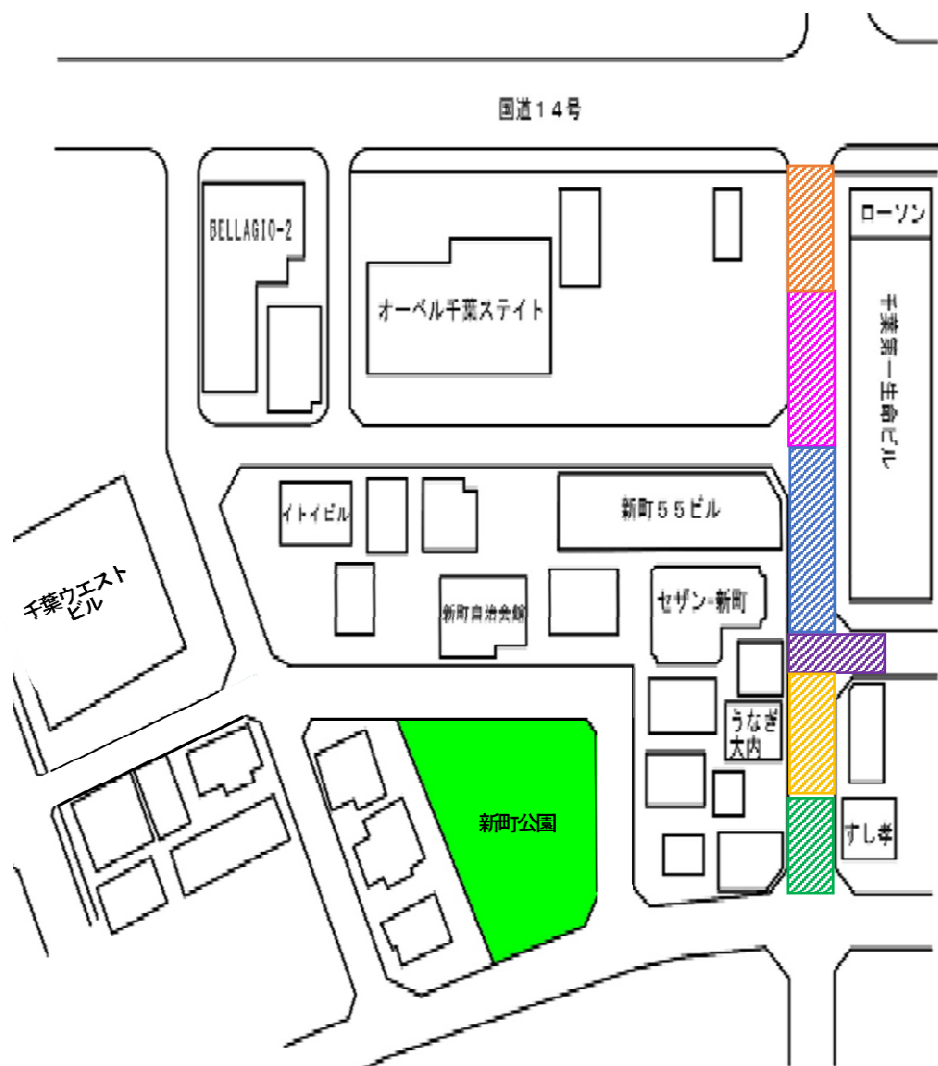 国道１４号
BELLAGIO-2
ローソン
オーベル千葉ステイト
千葉第一生命ビル
イトイビル
新町５５ビル
千葉ウエスト
ビル
新町自治会館
セザン-新町
うなぎ
大内
新町公園
すし孝